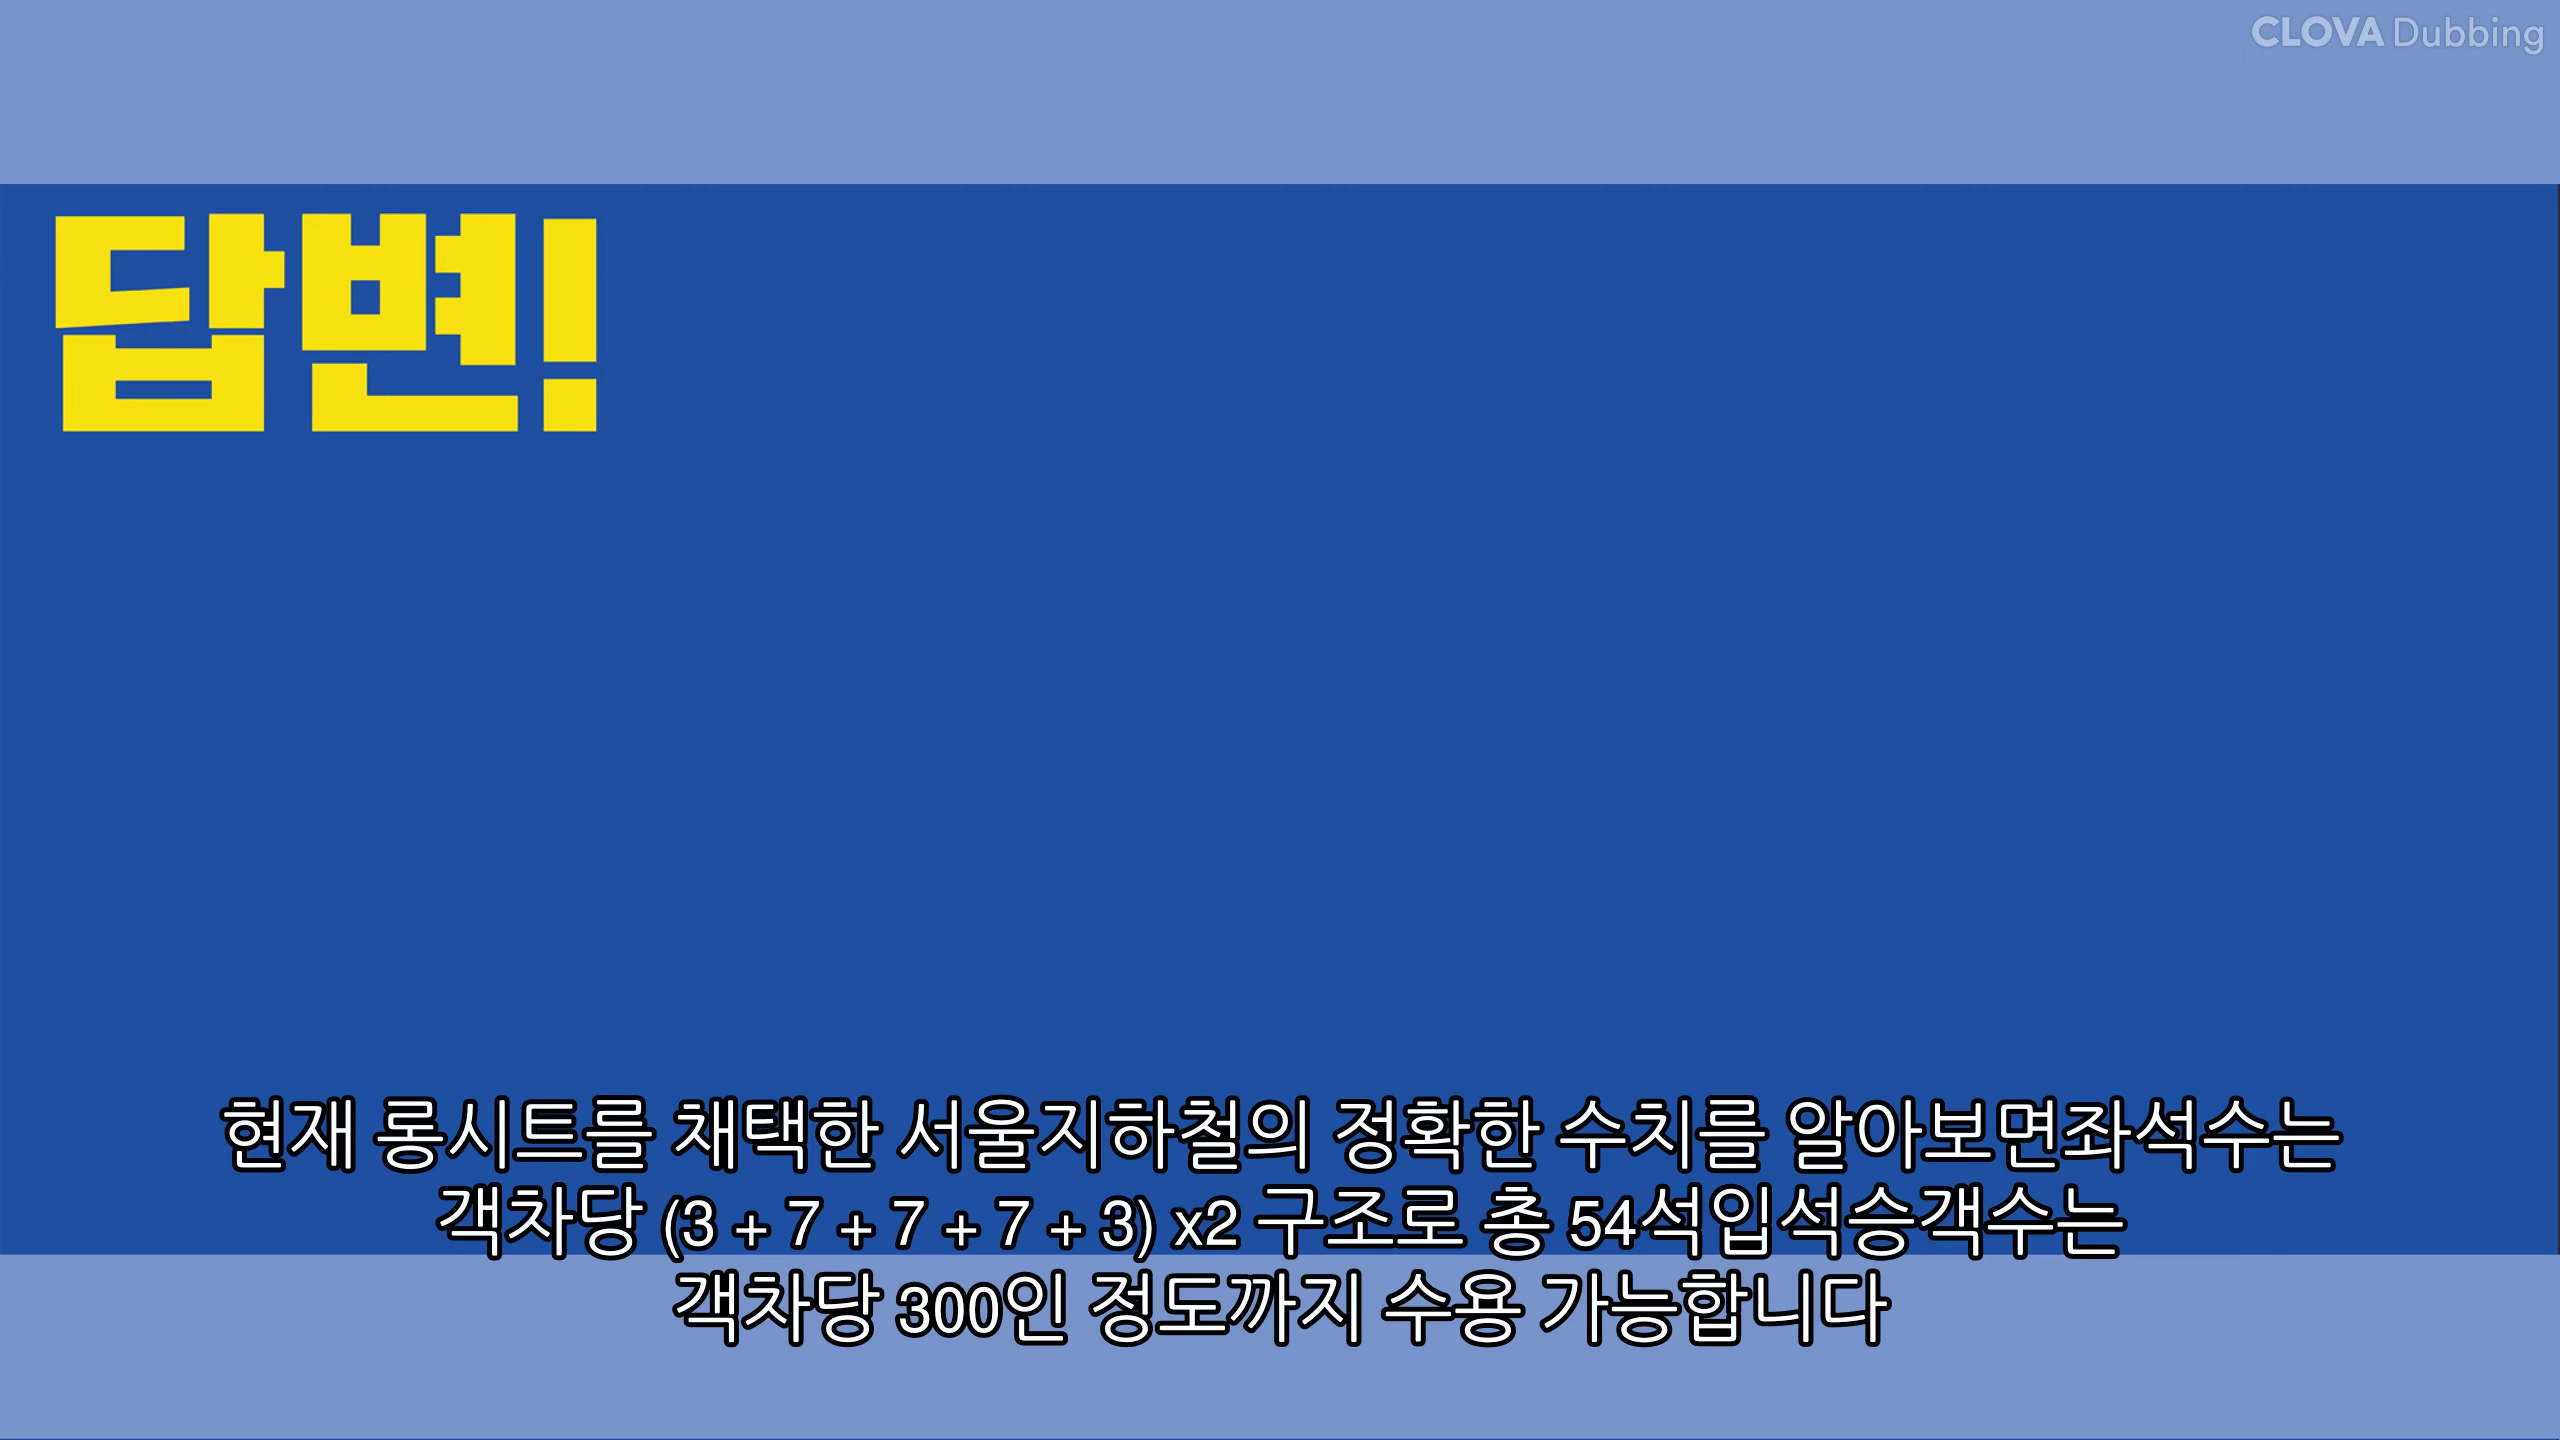 CLOVA Dubbing
답변!
현재 롱시트를 채택한 서울지하철의 정확한 수치를 알아보면좌석수는
객차당 (3 + 7 + 7 + 7 + 3) x2 구조로 총 54석입석승객수는
객차당 300인 정도까지 수용 가능합니다